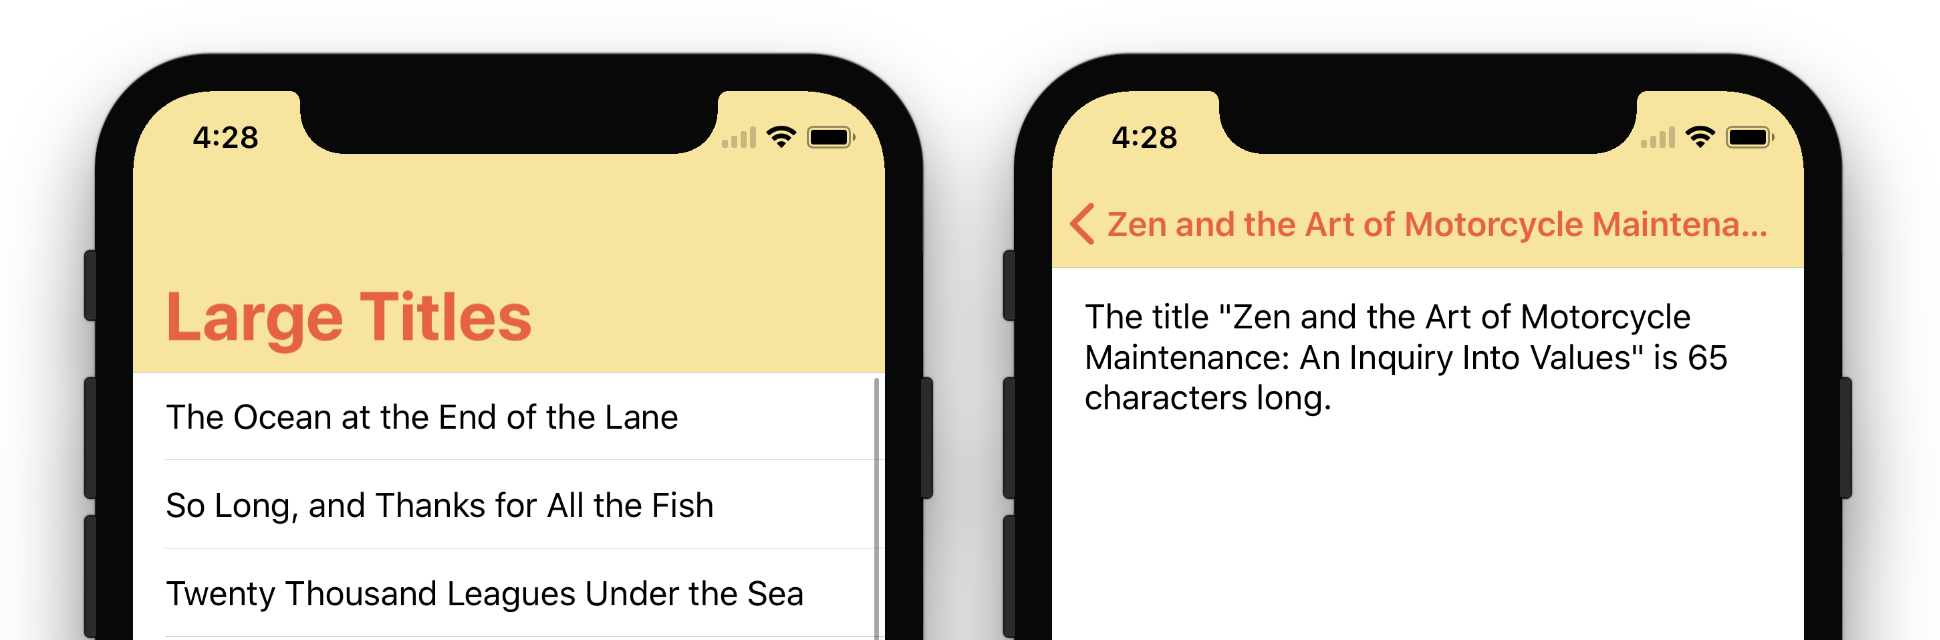 4:28
Large Titles
The Ocean at the End of the Lane
So Long, and Thanks for All the Fish
Twenty Thousand Leagues Under the Sea
4:28
Zen and the Art of Motorcycle Maintena...
The title "Zen and the Art of Motorcycle
Maintenance: An Inquiry Into Values" is 65
characters long.